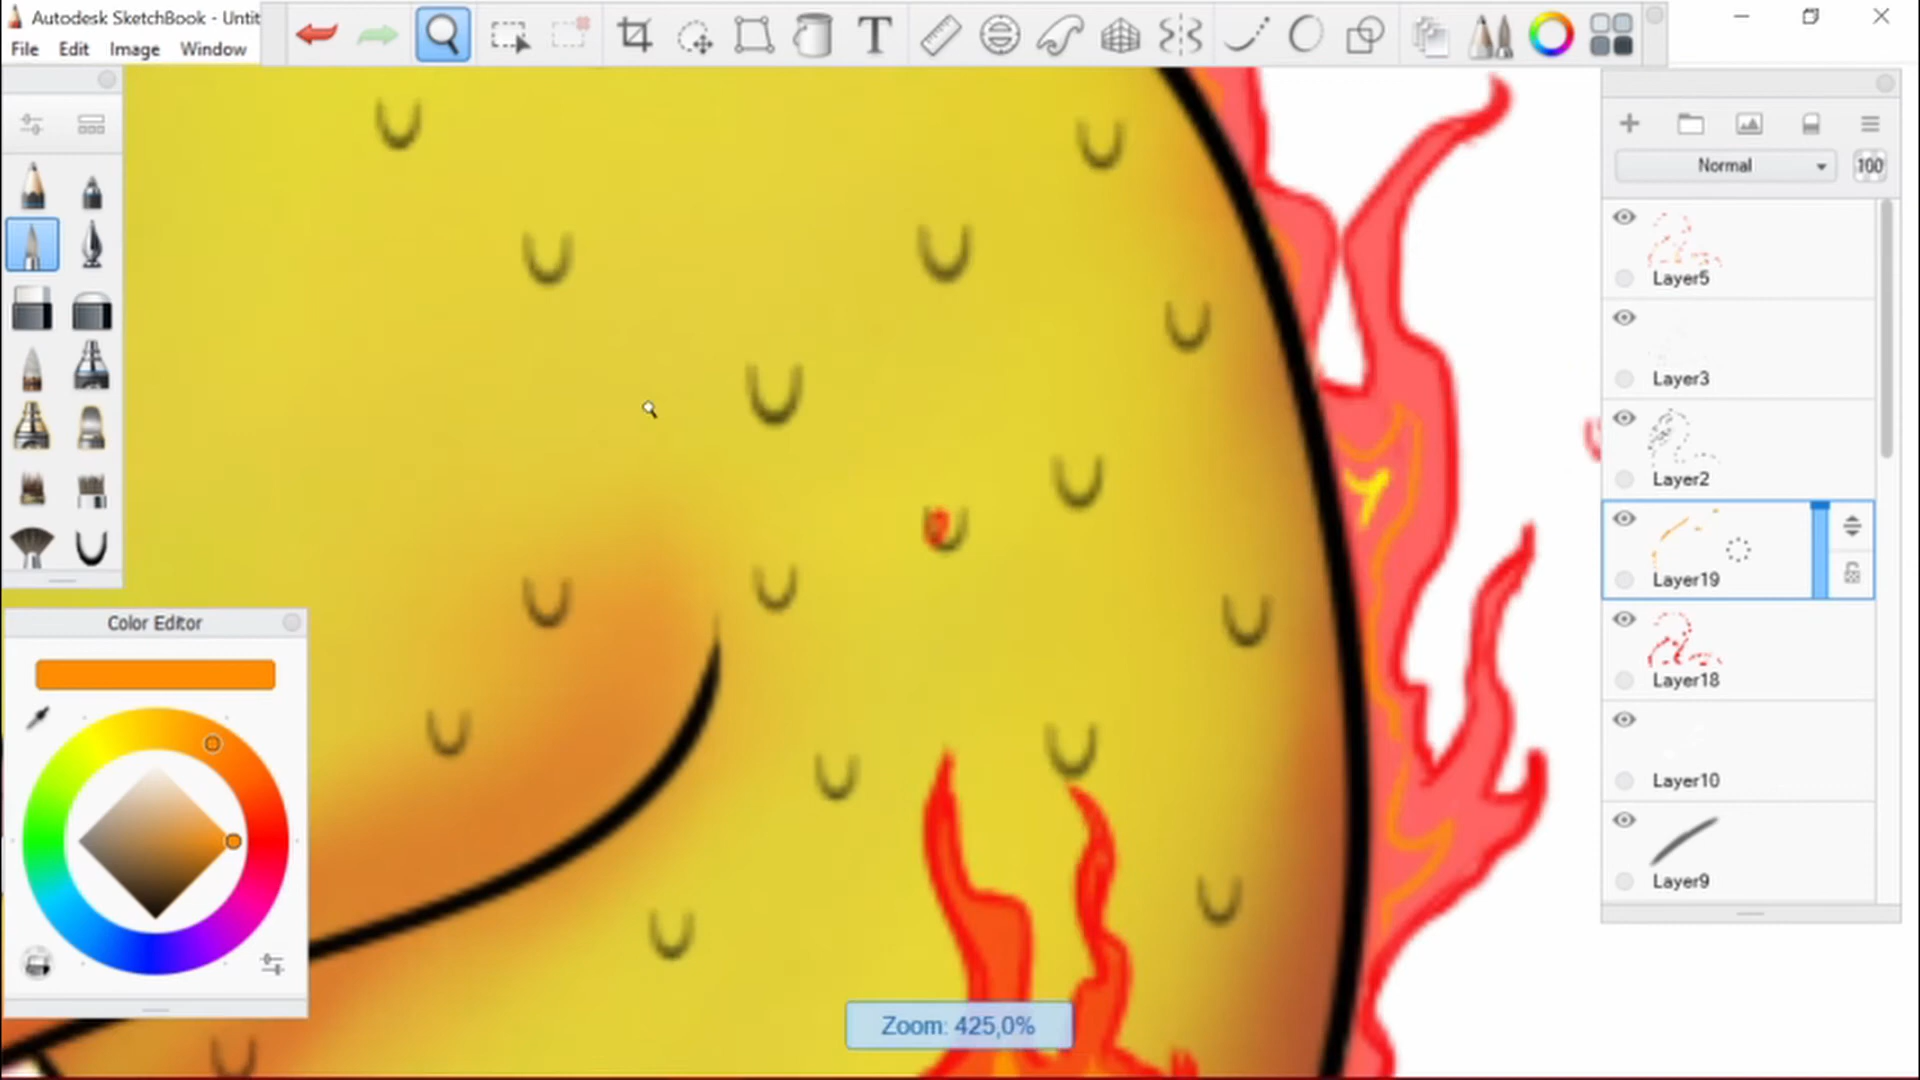 Autodesk SketchBook - Untit
File Edit Image Window
T
Normal 100
Layer5
Layer3
Layer2
Layer19
Layer18
Layer10
Layer9
Color Editor
Zoom: 425,0%